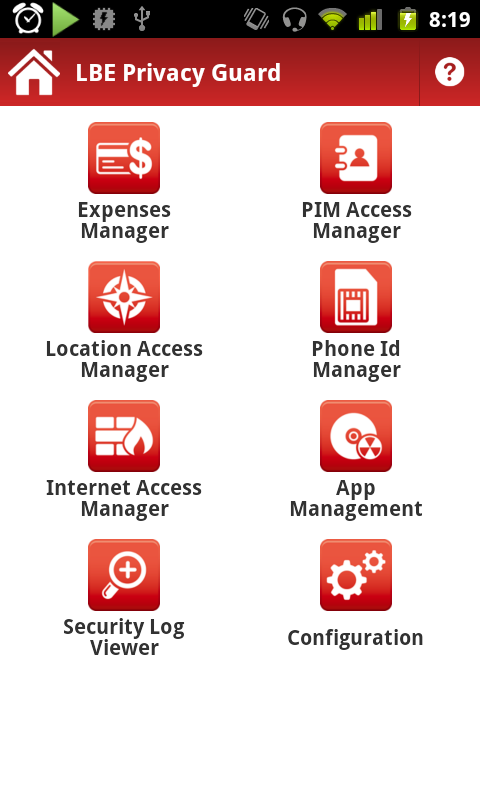 8:19
LBE Privacy Guard
?
Expenses
Manager
PIM Access
Manager
Location Access
Manager
Phone Id
Manager
Internet Access
Manager
App
Management
Security Log
Viewer
Configuration